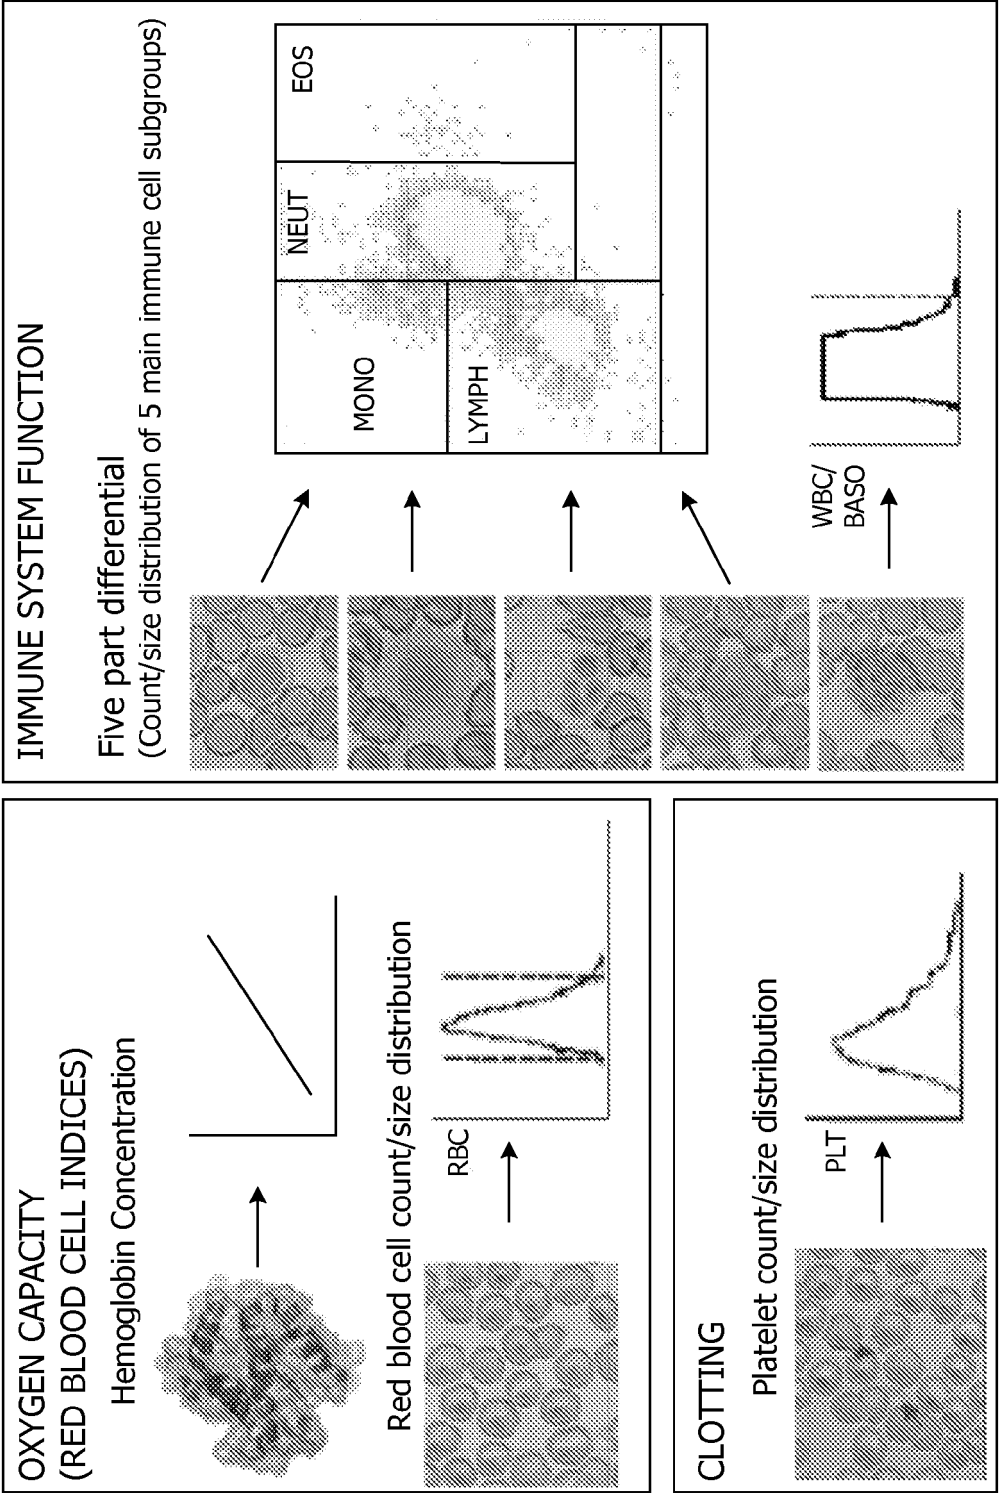 OXYGEN CAPACITY
(RED BLOOD CELL INDICES)
Hemoglobin Concentration
Red blood cell count/size distribution
RBC
CLOTTING
Platelet count/size distribution
PLT
IMMUNE SYSTEM FUNCTION
Five part differential
(Count/size distribution of 5 main immune cell subgroups)
MONO
NEUT
EOS
LYMPH
WBC/
BASO